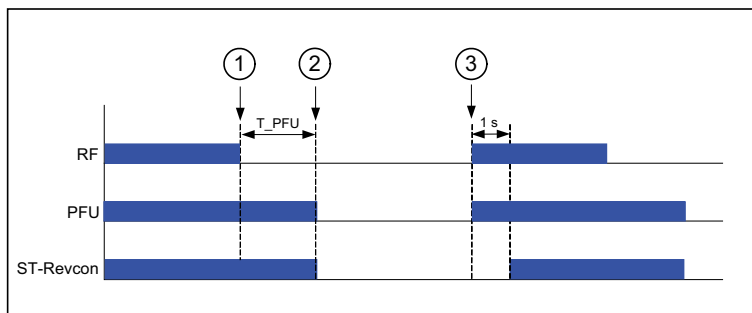 1
2
3
T_PFU
1 s
RF
PFU
ST-Revcon